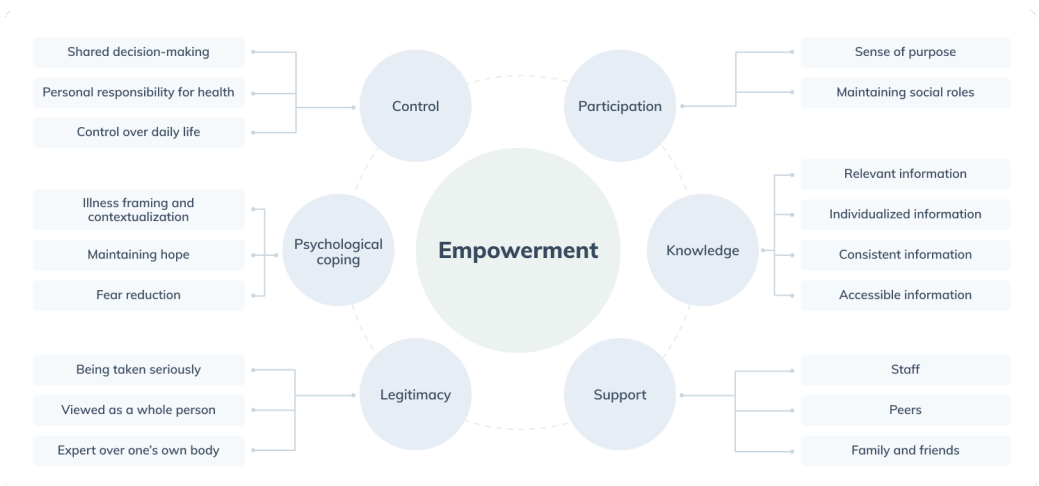 Shared decision-making
Personal responsibility for health
Control over daily life
Control
Participation
Sense of purpose
Maintaining social roles
Illness framing and
contextualization
Maintaining hope
Fear reduction
Psychological
coping
Empowerment
Knowledge
Relevant information
Individualized information
Consistent information
Accessible information
Being taken seriously
Viewed as a whole person
Expert over one's own body
Legitimacy
Support
Staff
Peers
Family and friends